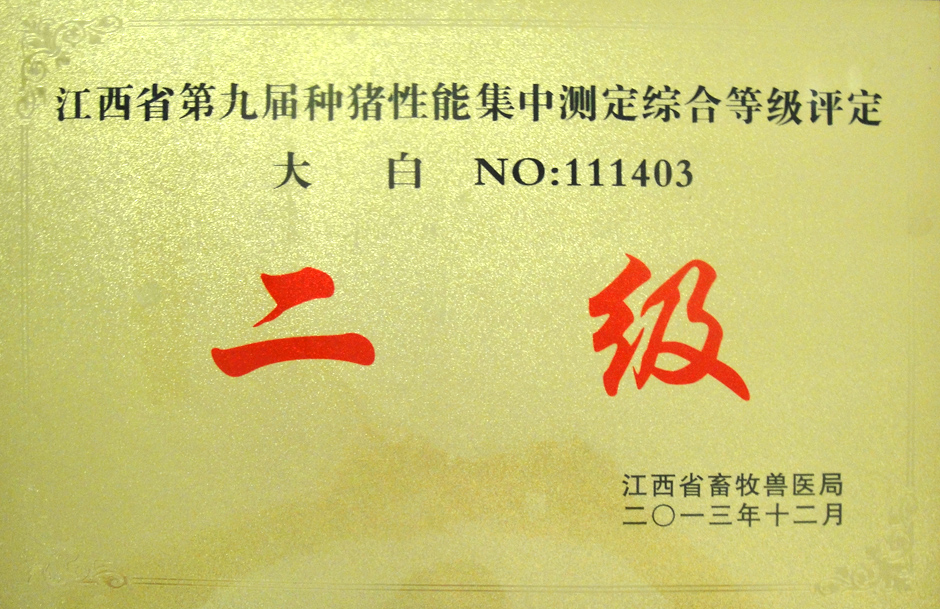 江西省第九届种猪性能集中测定综合等级评定
大 白 NO:111403
二 级
江西省畜牧兽医局
二〇一三年十二月